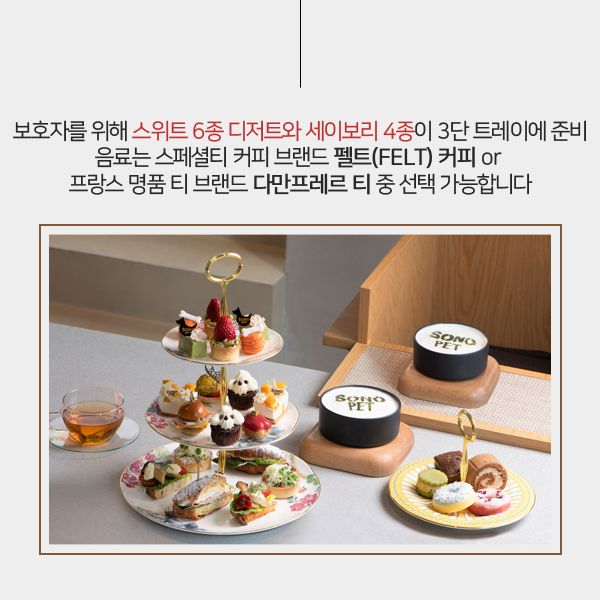 보호자를 위해 스위트 6종 디저트와 세이보리 4종이 3단 트레이에 준비
음료는 스페셜티 커피 브랜드 펠트(FELT) 커피 or
프랑스 명품 티 브랜드 다만프레르 티 중 선택 가능합니다
SONO
PET
SONO
PET